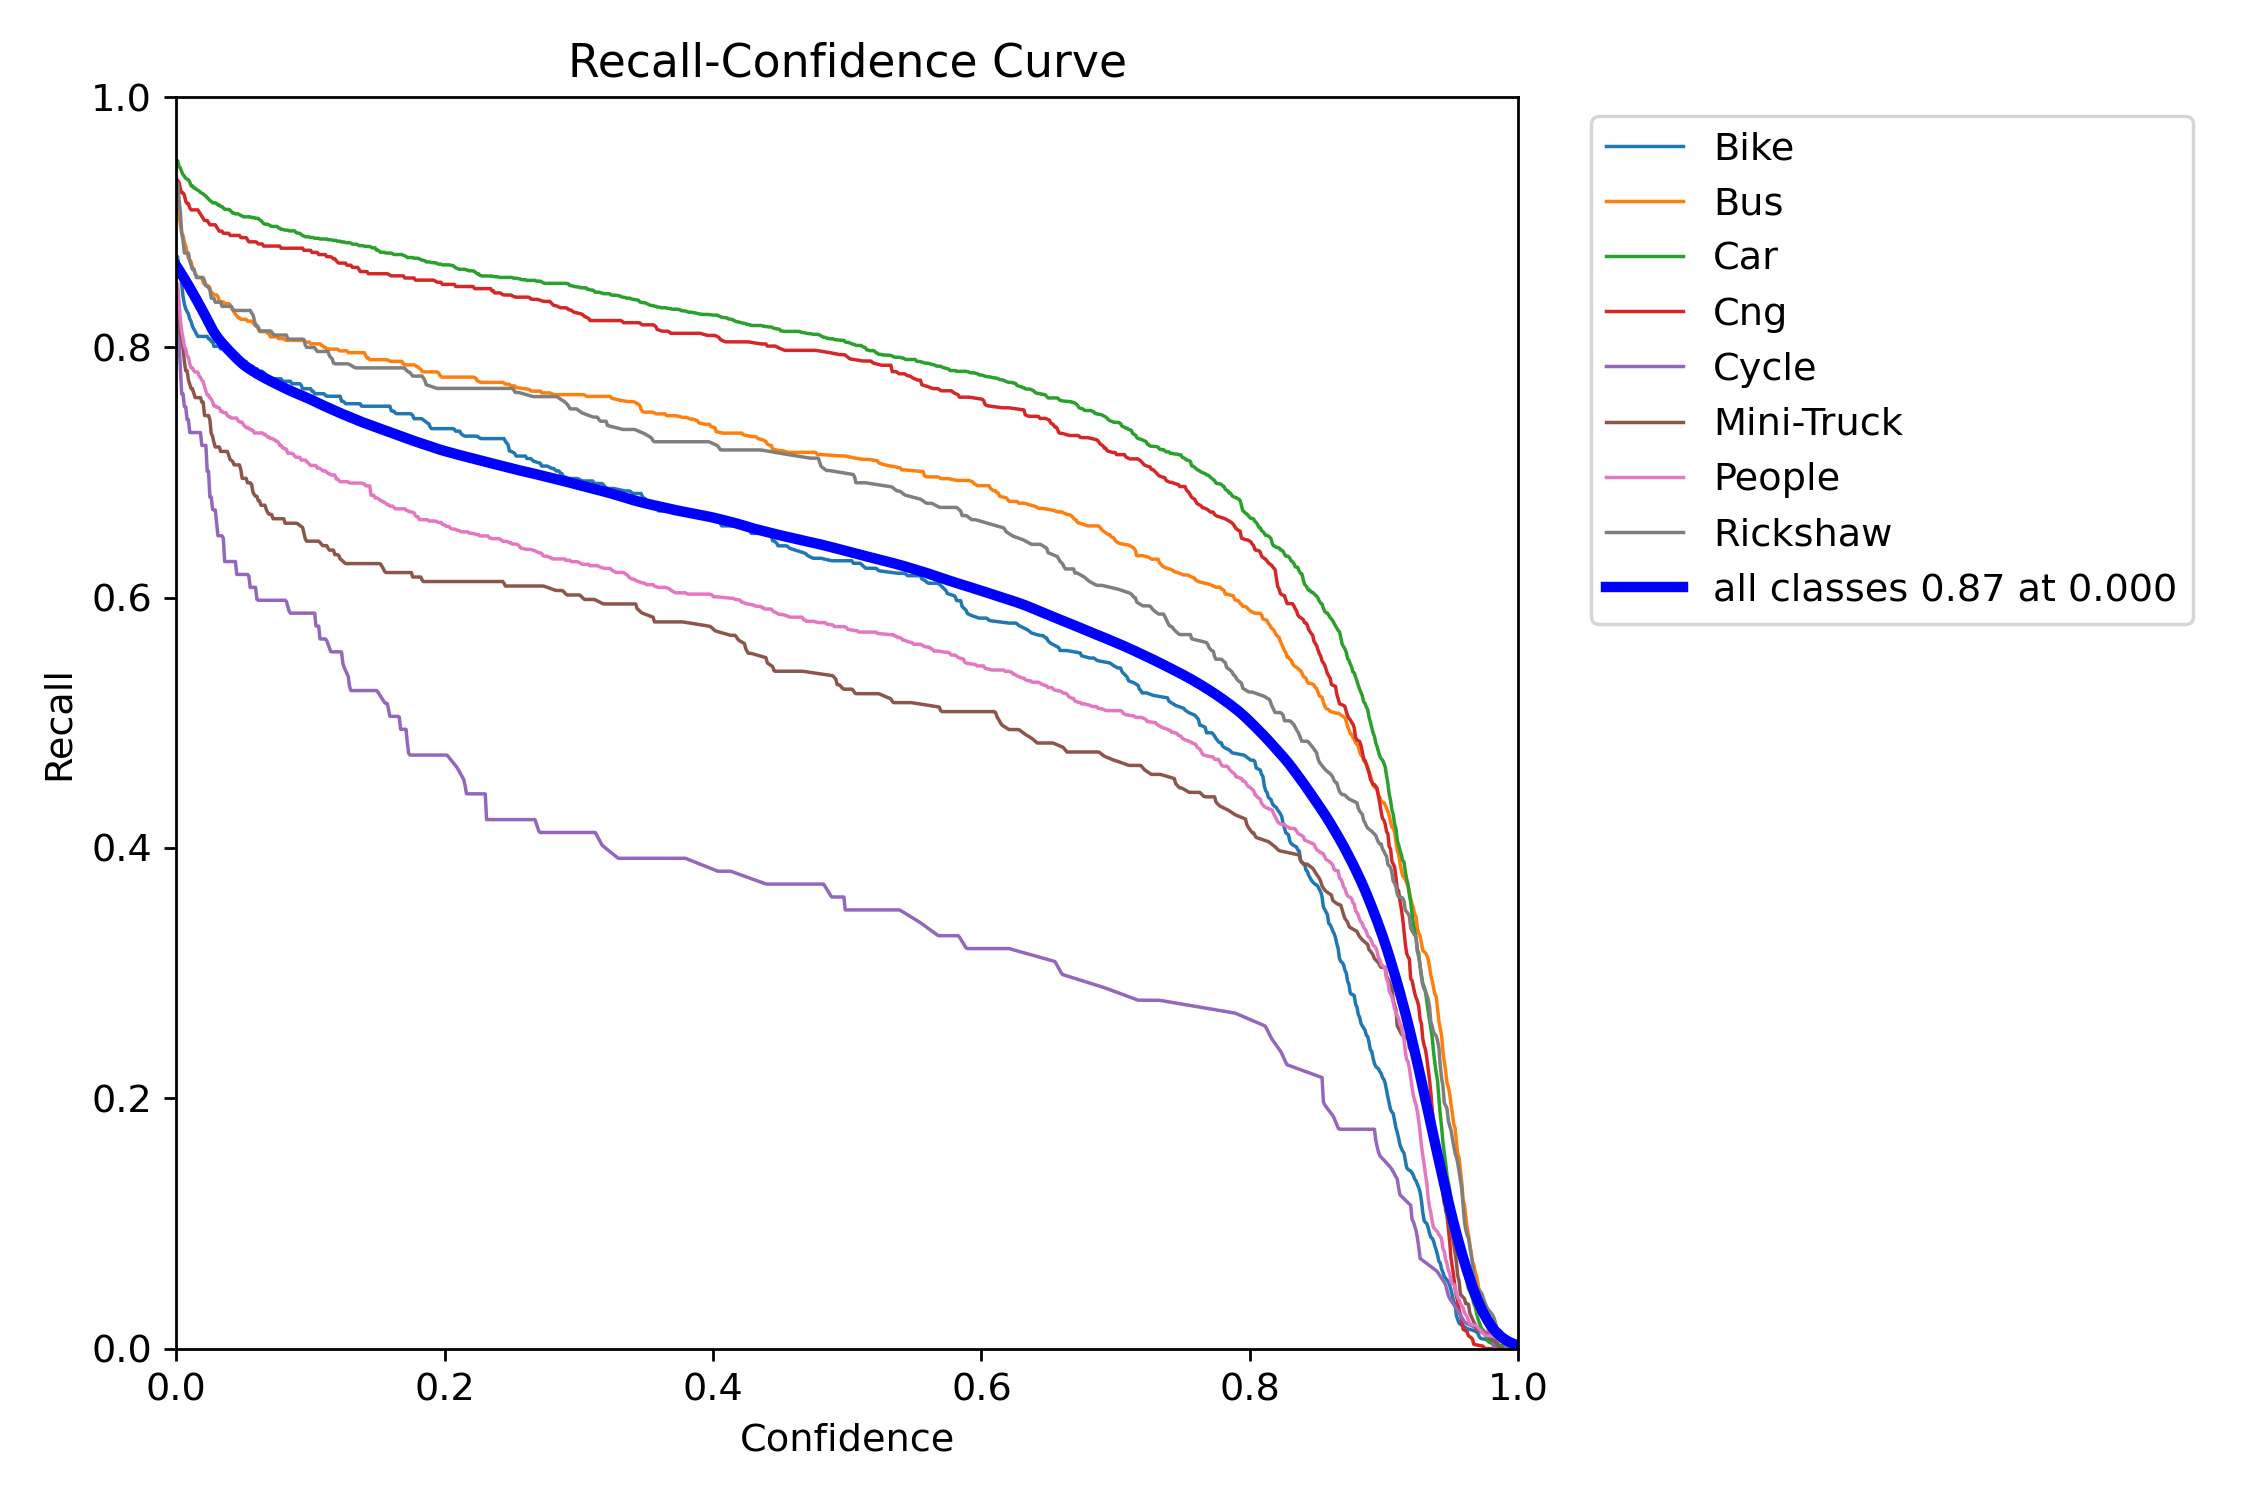 Recall-Confidence Curve
1.0
0.8
0.6
0.4
0.2
0.0
Recall
0.0 0.2 0.4 0.6 0.8 1.0
Confidence
Bike
Bus
Car
Cng
Cycle
Mini-Truck
People
Rickshaw
all classes 0.87 at 0.000